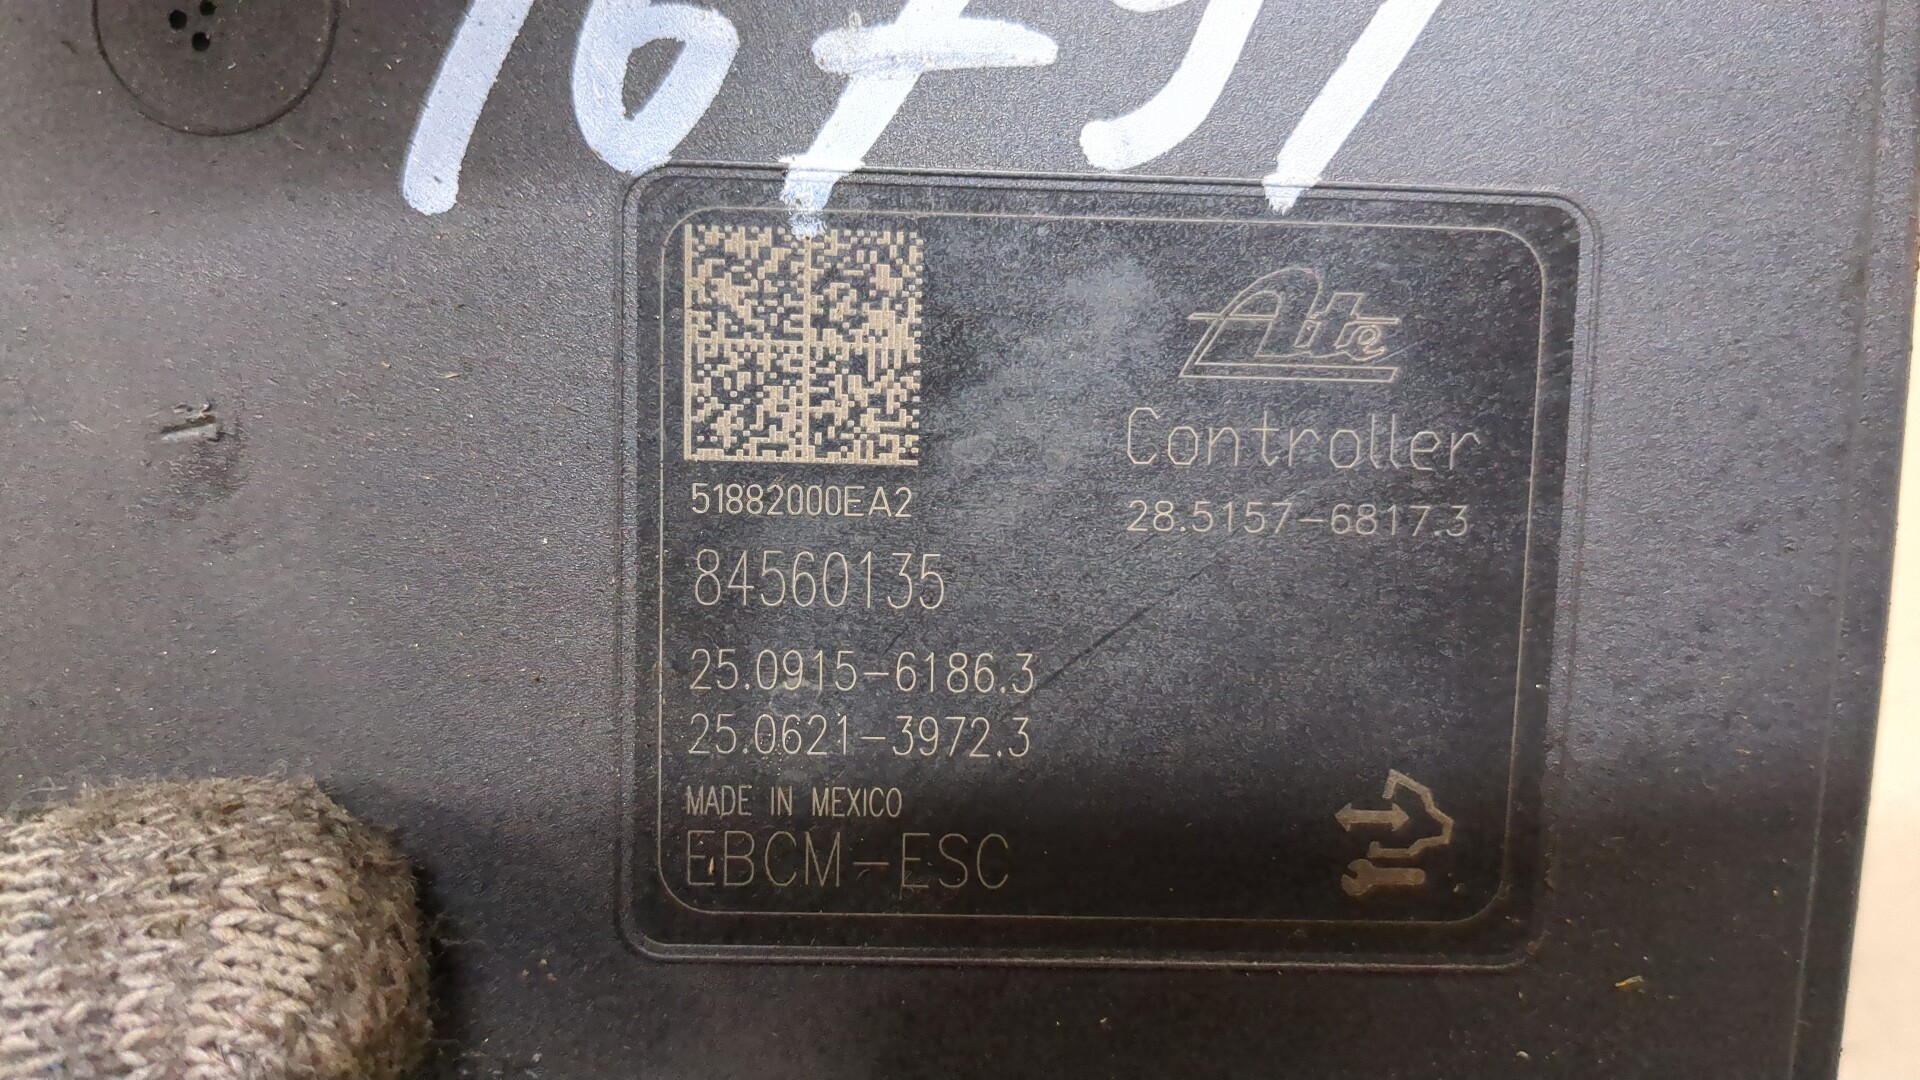 Ate
Controller
28.5157-6817.3
51882000EA2
84560135
25.0915-6186.3
25.0621-3972.3
MADE IN MEXICO
EBCM-ESC